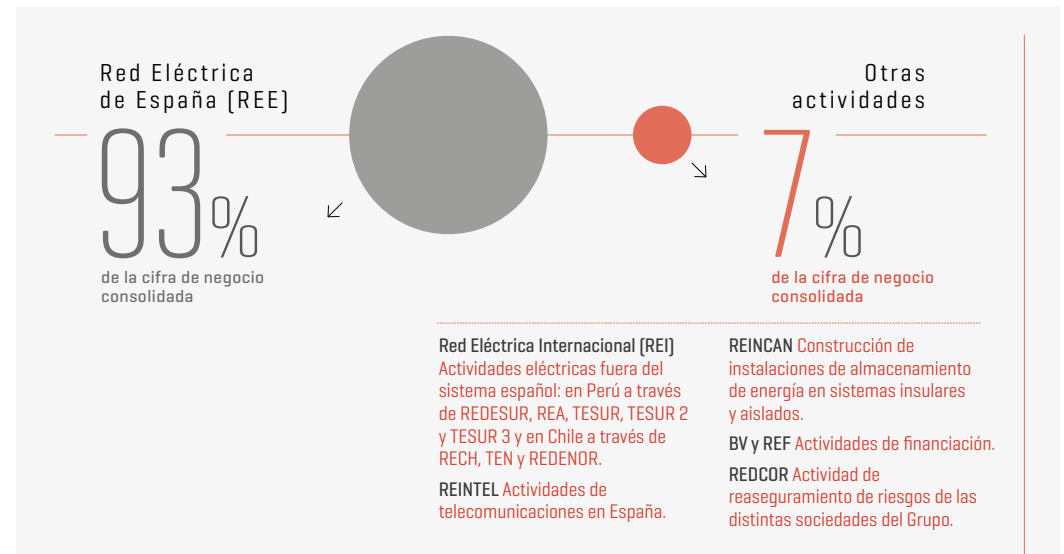 Red Eléctrica
de España (REE)
93%
de la cifra de negocio
consolidada
Otras
actividades
7%
de la cifra de negocio
consolidada
Red Eléctrica Internacional (REI)
Actividades eléctricas fuera del
sistema español: en Perú a través
de REDESUR, REA, TESUR, TESUR 2
y TESUR 3 y en Chile a través de
RECH, TEN y REDENOR.
REINTEL Actividades de
telecomunicaciones en España.
REINCAN Construcción de
instalaciones de almacenamiento
de energía en sistemas insulares
y aislados.
BV y REF Actividades de financiación.
REDCOR Actividad de
reaseguramiento de riesgos de las
distintas sociedades del Grupo.